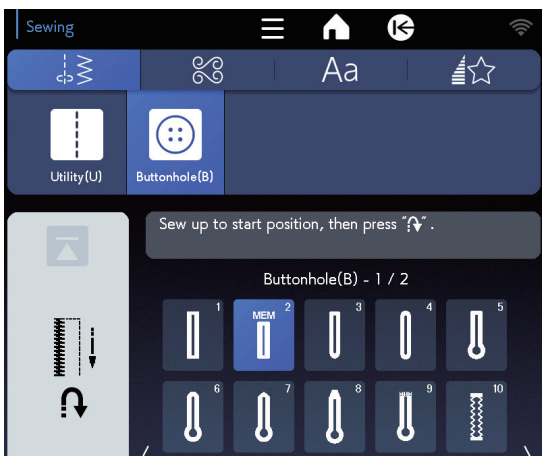 Sewing
Aa
Utility(U)
Buttonhole(B)
Sew up to start position, then press " ".
Buttonhole(B) - 1 / 2
1
MEM 2
3
4
5
6
7
8
9
10